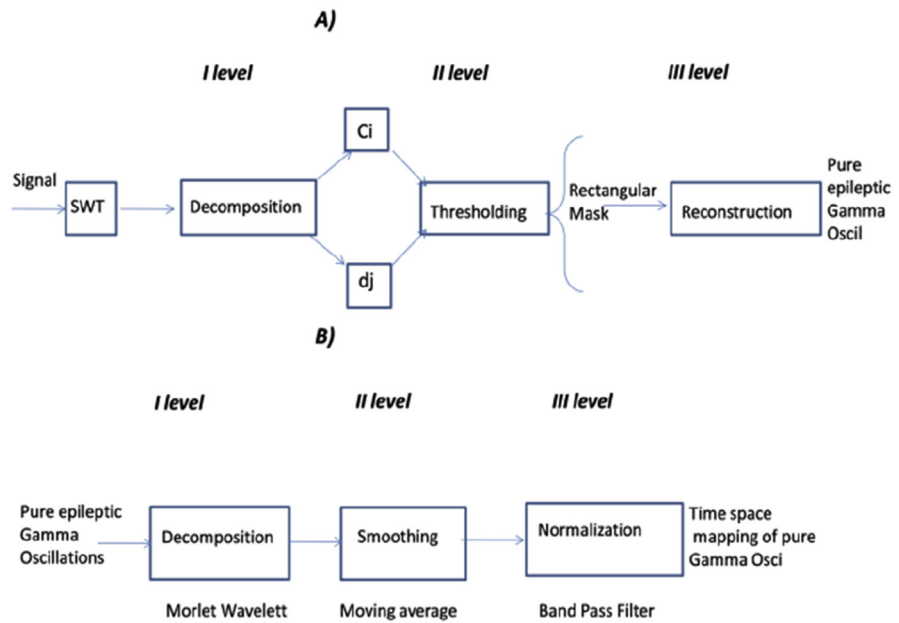 A)
I level
II level
III level
Signal
SWT
Decomposition
Ci
dj
Thresholding
Rectangular
Mask
Reconstruction
Pure
epileptic
Gamma
Oscil
B)
I level
II level
III level
Pure epileptic
Gamma
Oscillations
Decomposition
Smoothing
Normalization
Time space
mapping of pure
Gamma Osci
Morlet Wavelett
Moving average
Band Pass Filter